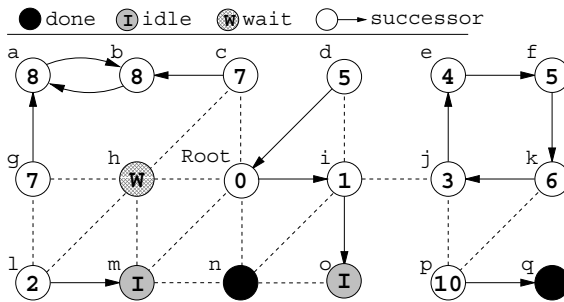 done I idle W wait successor
a b c d e f
8 8 7 5 4 5
g h Root i j k
7 W 0 1 3 6
l m n o p q
2 I I 10